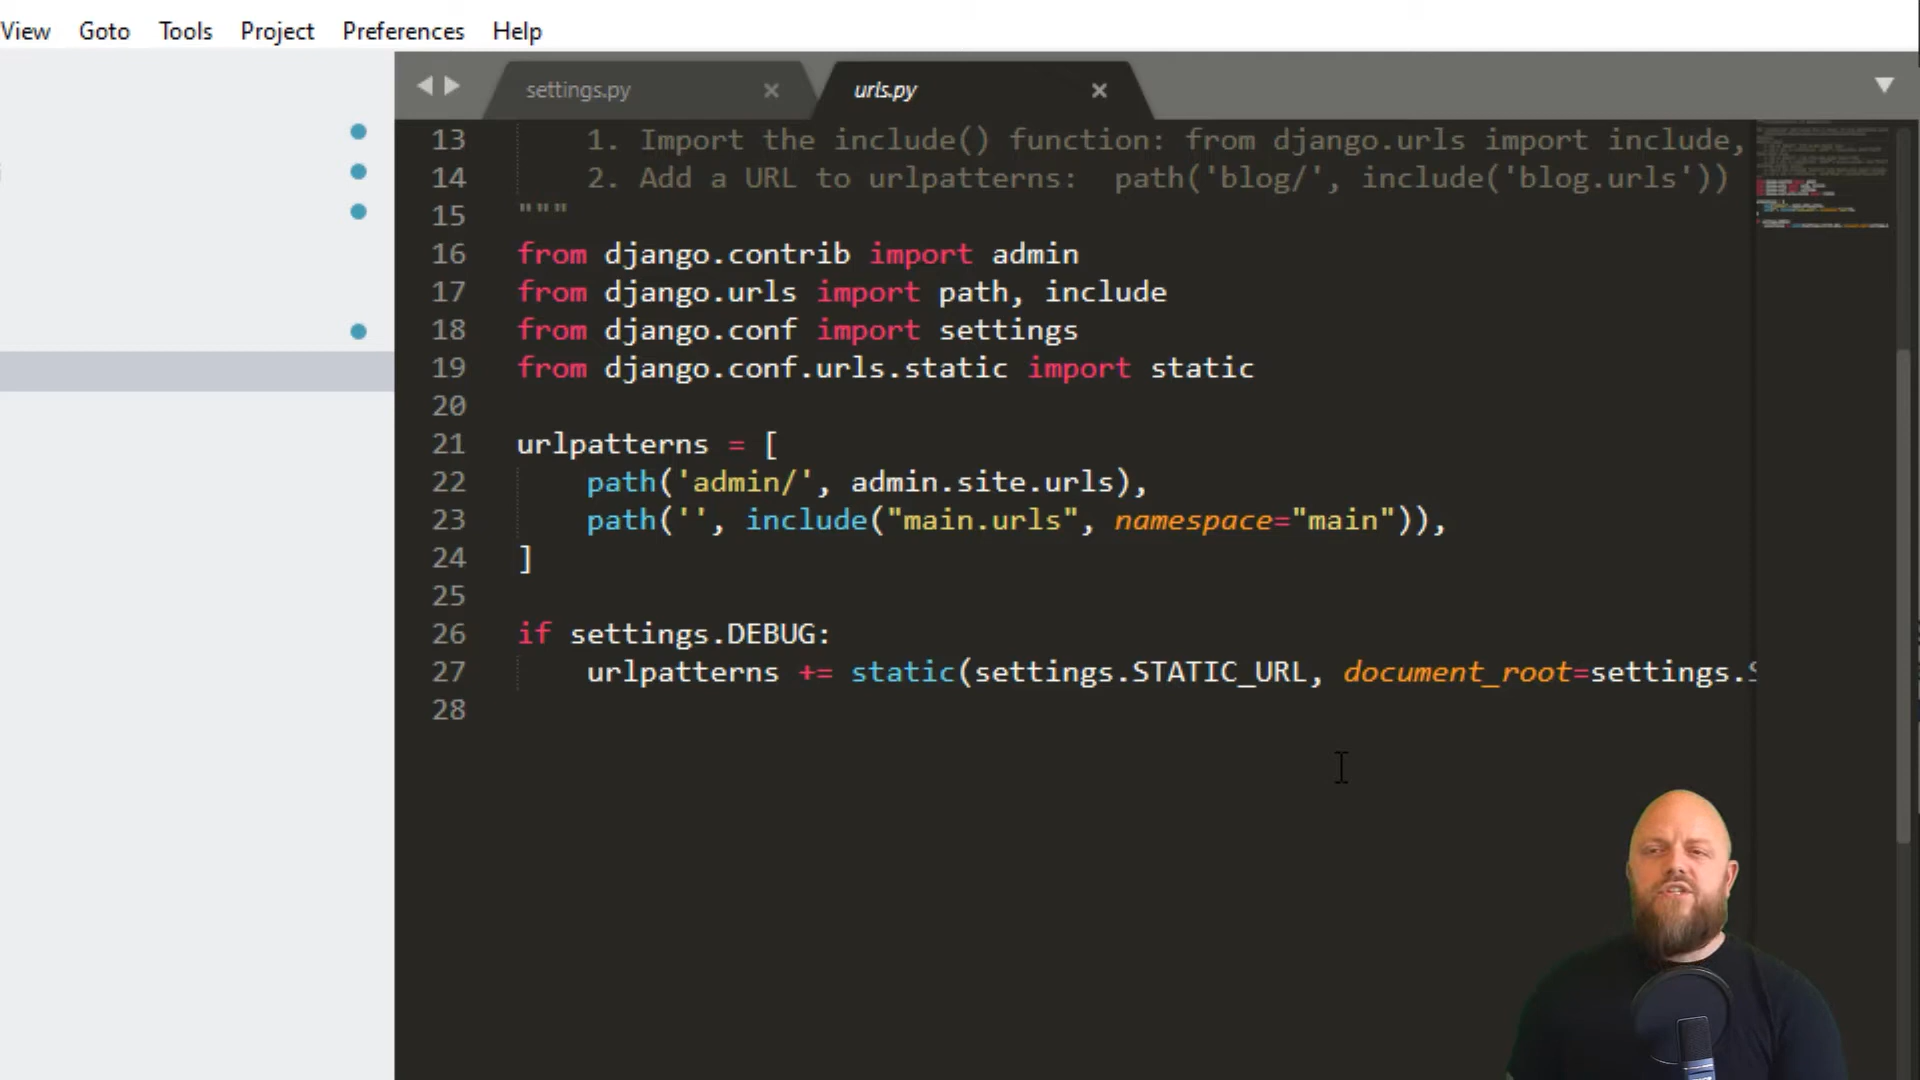 View Goto Tools Project Preferences Help
settings.py urls.py
13 1. Import the include() function: from django.urls import include,
14 2. Add a URL to urlpatterns:  path('blog/', include('blog.urls'))
15 """
16 from django.contrib import admin
17 from django.urls import path, include
18 from django.conf import settings
19 from django.conf.urls.static import static
20
21 urlpatterns = [
22 path('admin/', admin.site.urls),
23 path('', include("main.urls", namespace="main")),
24 ]
25
26 if settings.DEBUG:
27 urlpatterns += static(settings.STATIC_URL, document_root=settings.
28